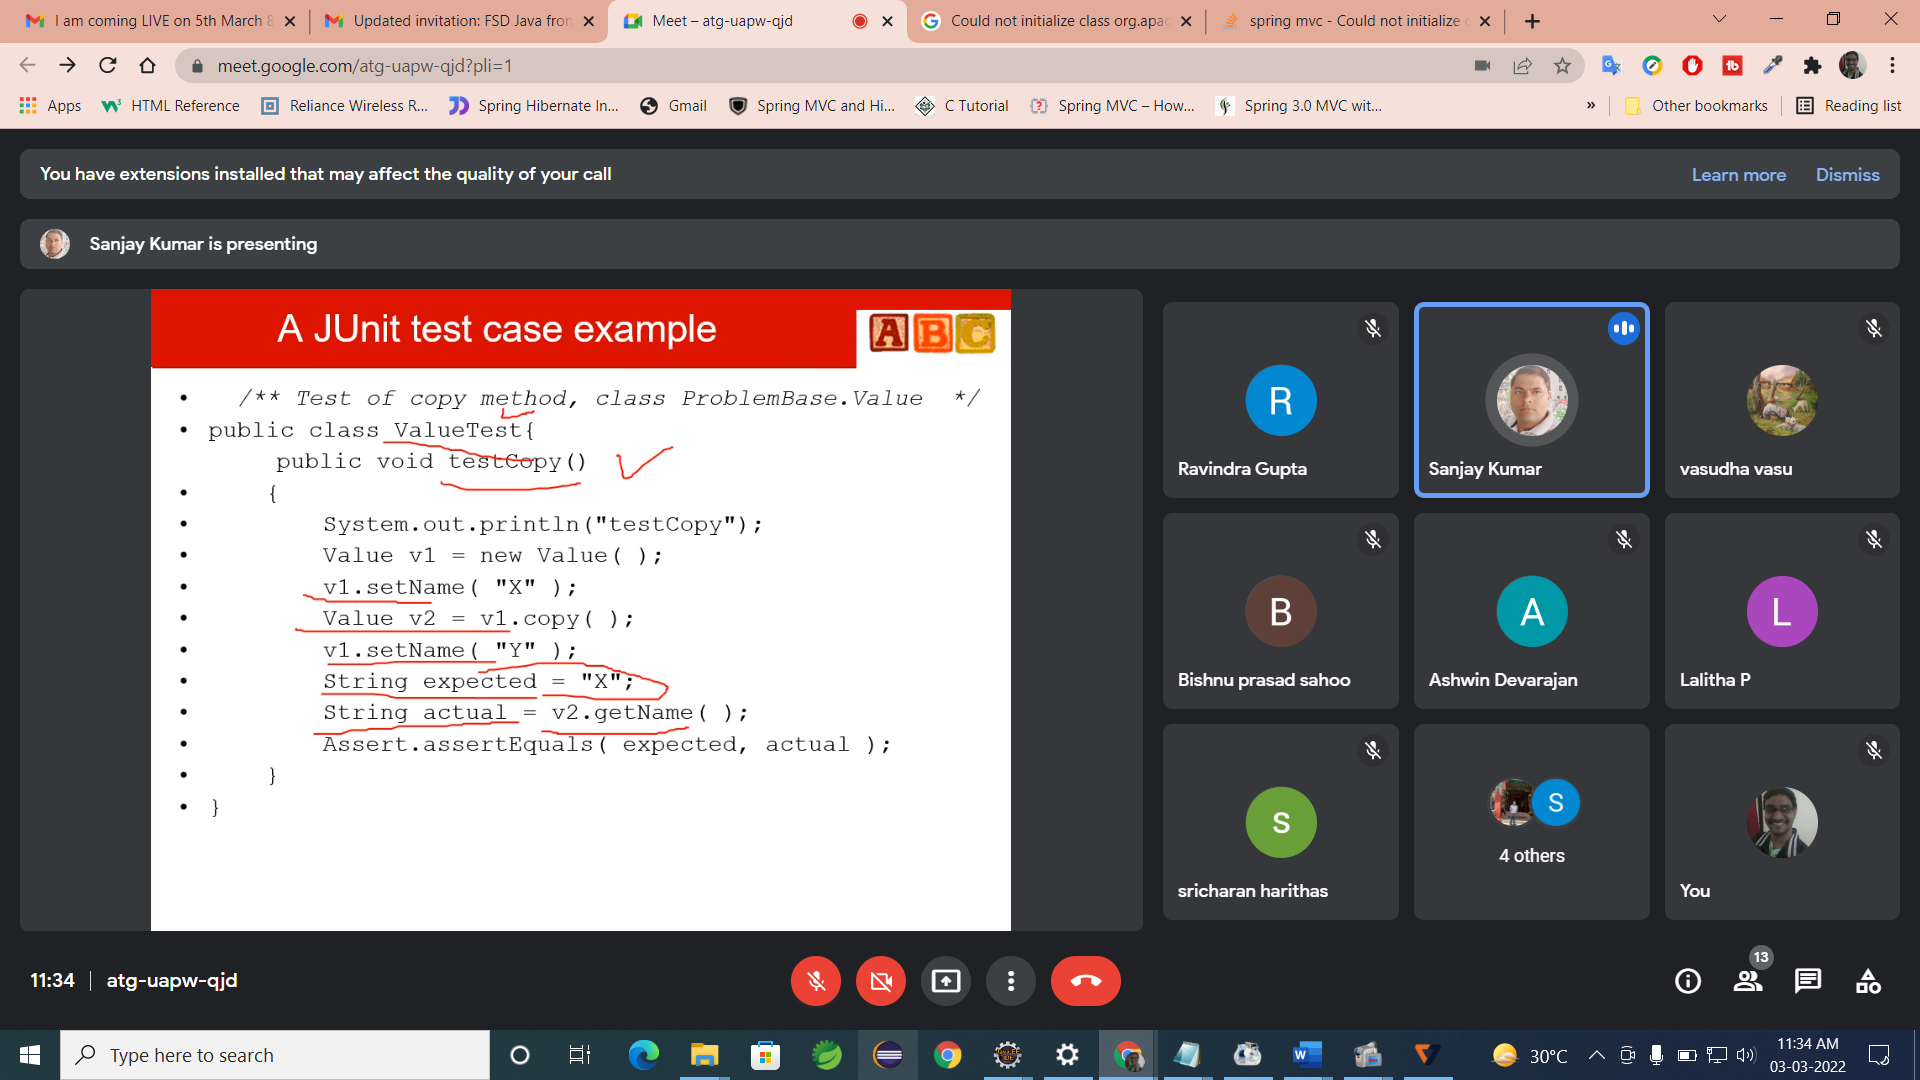 I am coming LIVE on 5th March 8
Updated invitation: FSD Java fron
Meet – atg-uapw-qjd
Could not initialize class org.apac
spring mvc - Could not initialize c
meet.google.com/atg-uapw-qjd?pli=1
Apps
HTML Reference
Reliance Wireless R...
Spring Hibernate In...
Gmail
Spring MVC and Hi...
C Tutorial
Spring MVC – How...
Spring 3.0 MVC wit...
»
Other bookmarks
Reading list
You have extensions installed that may affect the quality of your call
Learn more
Dismiss
Sanjay Kumar is presenting
A JUnit test case example
ABC
• /** Test of copy method, class ProblemBase.Value */
• public class ValueTest{
public void testCopy()
• {
• System.out.println("testCopy");
• Value v1 = new Value( );
• v1.setName( "X" );
• Value v2 = v1.copy( );
• v1.setName( "Y" );
• String expected = "X";
• String actual = v2.getName( );
• Assert.assertEquals( expected, actual );
• }
• }
R
Ravindra Gupta
Sanjay Kumar
vasudha vasu
B
Bishnu prasad sahoo
A
Ashwin Devarajan
L
Lalitha P
S
sricharan harithas
S
4 others
You
11:34
atg-uapw-qjd
13
Type here to search
30°C
11:34 AM
03-03-2022